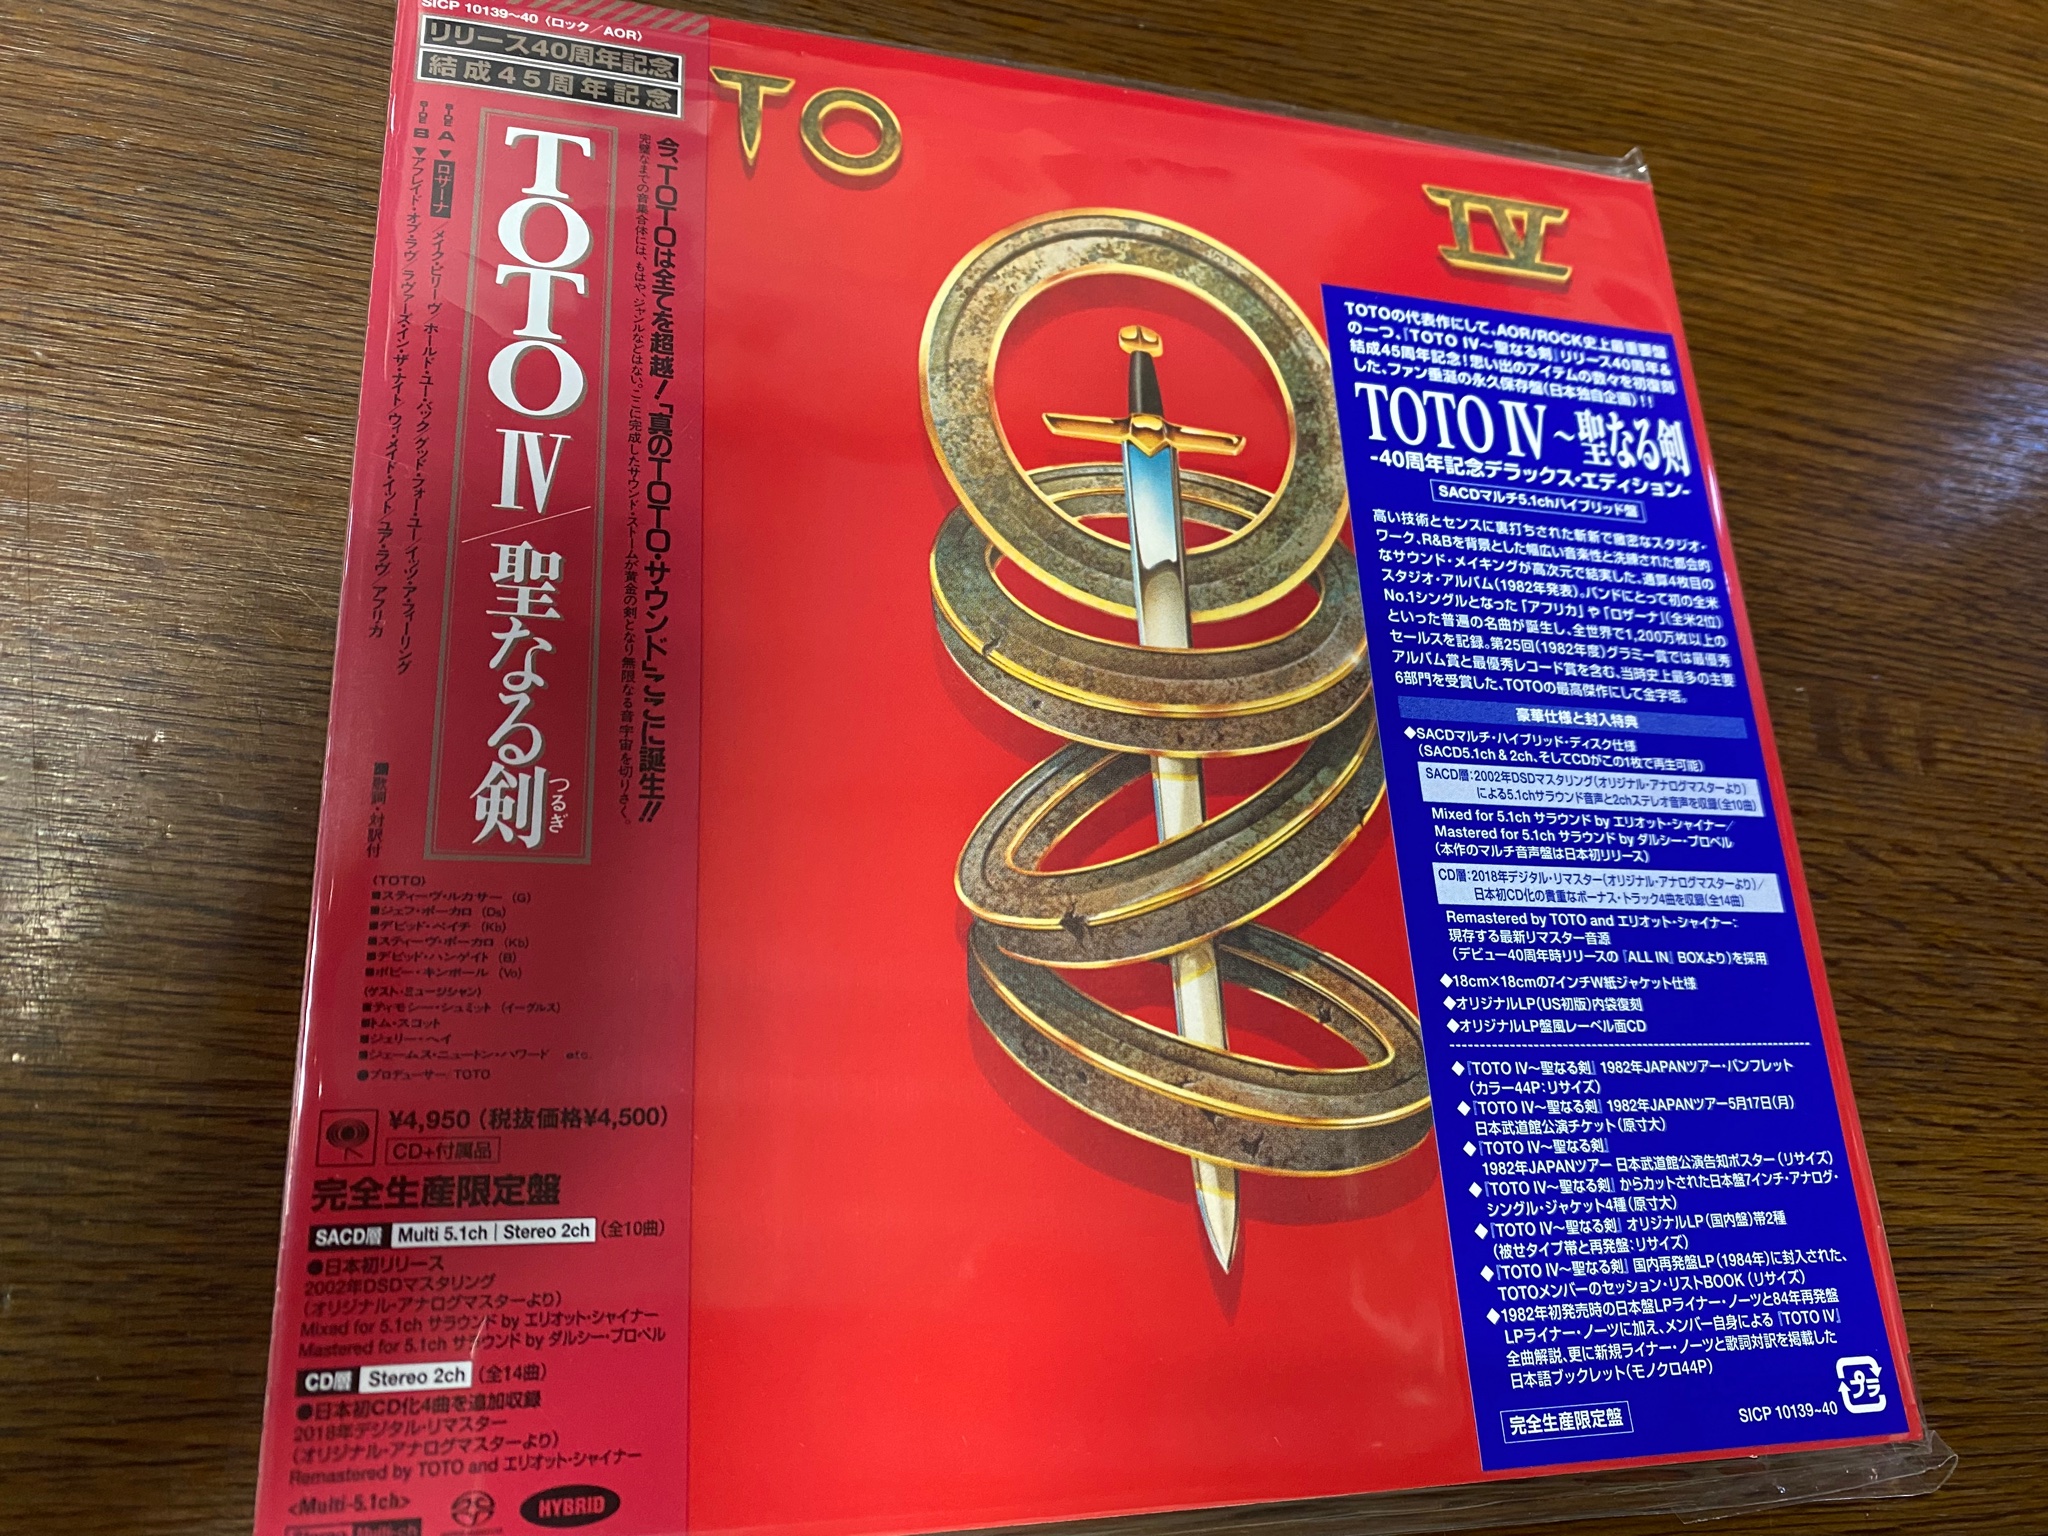 SICP 10139~40〈ロック/AOR〉
リリース40周年記念
結成45周年記念
今、TOTOは全てを超越!「真のTOTO・サウンド」ここに誕生!!
完璧なまでの音集合体には、もはや、ジャンルなどはない。ここに完成したサウンド・ストームが黄金の剣となり無限なる音宇宙を切りさく。
TOTO IV/聖なる剣
つるぎ
SIDE A ▼ロザーナ/メイク・ビリーヴ/ホールド・ユー・バック/グッド・フォー・ユー/イッツ・ア・フィーリング
SIDE B ▼アフレイド・オブ・ラヴ/ラヴァーズ・イン・ザ・ナイト/ウィ・メイド・イット/ユア・ラヴ/アフリカ
歌詞・対訳付
〈TOTO〉
■スティーヴ・ルカサー (G)
■ジェフ・ポーカロ (Ds)
■デビッド・ペイチ (Kb)
■スティーヴ・ポーカロ (Kb)
■デビッド・ハンゲイト (B)
■ボビー・キンボール (Vo)
〈ゲスト・ミュージシャン〉
■ティモシー・シュミット (イーグルス)
■トム・スコット
■ジェリー・ヘイ
■ジェームス・ニュートン・ハワード etc.
●プロデューサー/TOTO
¥4,950(税抜価格¥4,500)
CD+付属品
完全生産限定盤
SACD層 Multi 5.1ch | Stereo 2ch (全10曲)
●日本初リリース
2002年DSDマスタリング
(オリジナル・アナログマスターより)
Mixed for 5.1ch サラウンド by エリオット・シャイナー
Mastered for 5.1ch サラウンド by ダルシー・プロペル
CD層 Stereo 2ch (全14曲)
●日本初CD化4曲を追加収録
2018年デジタル・リマスター
(オリジナル・アナログマスターより)
Remastered by TOTO and エリオット・シャイナー
<Multi-5.1ch>
HYBRID
Stereo Multi-ch
TOTO
IV
TOTOの代表作にして、AOR/ROCK史上最重要盤
の一つ、『TOTO IV~聖なる剣』リリース40周年&
結成45周年記念!思い出のアイテムの数々を初復刻
した、ファン垂涎の永久保存盤(日本独自企画)!!
TOTO IV~聖なる剣
-40周年記念デラックス・エディション-
SACDマルチ5.1chハイブリッド盤
高い技術とセンスに裏打ちされた斬新で緻密なスタジオ・
ワーク、R&Bを背景とした幅広い音楽性と洗練された都会的
なサウンド・メイキングが高次元で結実した、通算4枚目の
スタジオ・アルバム(1982年発表)。バンドにとって初の全米
No.1シングルとなった「アフリカ」や「ロザーナ」(全米2位)
といった普遍の名曲が誕生し、全世界で1,200万枚以上の
セールスを記録。第25回(1982年度)グラミー賞では最優秀
アルバム賞と最優秀レコード賞を含む、当時史上最多の主要
6部門を受賞した、TOTOの最高傑作にして金字塔。
豪華仕様と封入特典
◆SACDマルチ・ハイブリッド・ディスク仕様
(SACD5.1ch & 2ch、そしてCDがこの1枚で再生可能)
SACD層:2002年DSDマスタリング(オリジナル・アナログマスターより)
による5.1chサラウンド音声と2chステレオ音声を収録(全10曲)
Mixed for 5.1ch サラウンド by エリオット・シャイナー/
Mastered for 5.1ch サラウンド by ダルシー・プロペル
(本作のマルチ音声盤は日本初リリース)
CD層:2018年デジタル・リマスター(オリジナル・アナログマスターより)/
日本初CD化の貴重なボーナス・トラック4曲を収録(全14曲)
Remastered by TOTO and エリオット・シャイナー:
現存する最新リマスター音源
(デビュー40周年時リリースの『ALL IN』BOXより)を採用
◆18cm×18cmの7インチW紙ジャケット仕様
◆オリジナルLP(US初版)内袋復刻
◆オリジナルLP盤風レーベル面CD
◆『TOTO IV~聖なる剣』1982年JAPANツアー・パンフレット
(カラー44P:リサイズ)
◆『TOTO IV~聖なる剣』1982年JAPANツアー5月17日(月)
日本武道館公演チケット(原寸大)
◆『TOTO IV~聖なる剣』
1982年JAPANツアー 日本武道館公演告知ポスター(リサイズ)
◆『TOTO IV~聖なる剣』からカットされた日本盤7インチ・アナログ・
シングル・ジャケット4種(原寸大)
◆『TOTO IV~聖なる剣』オリジナルLP(国内盤)帯2種
(被せタイプ帯と再発盤:リサイズ)
◆『TOTO IV~聖なる剣』国内再発盤LP(1984年)に封入された、
TOTOメンバーのセッション・リストBOOK(リサイズ)
◆1982年初発売時の日本盤LPライナー・ノーツと84年再発盤
LPライナー・ノーツに加え、メンバー自身による『TOTO IV』
全曲解説、更に新規ライナー・ノーツと歌詞対訳を掲載した
日本語ブックレット(モノクロ44P)
完全生産限定盤
SICP 10139~40
プラ